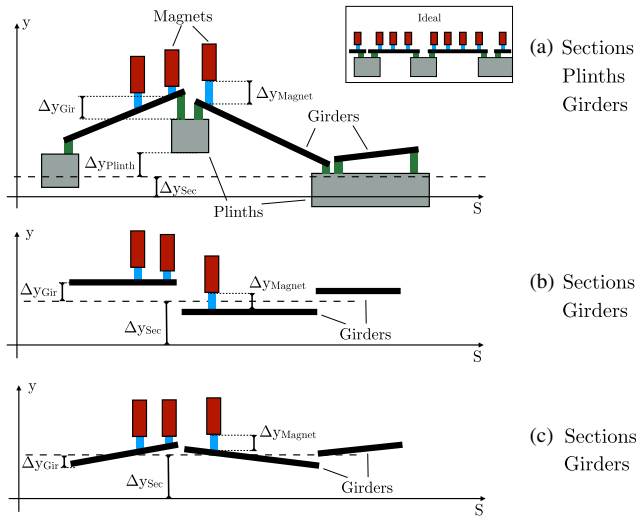 y
Magnets
Ideal
(a) Sections
Plinths
Girders
ΔyGir
ΔyMagnet
Girders
ΔyPlinth
ΔySec
Plinths
S
y
ΔyGir
ΔyMagnet
(b) Sections
Girders
ΔySec
Girders
S
y
ΔyMagnet
(c) Sections
Girders
ΔyGir
ΔySec
Girders
S